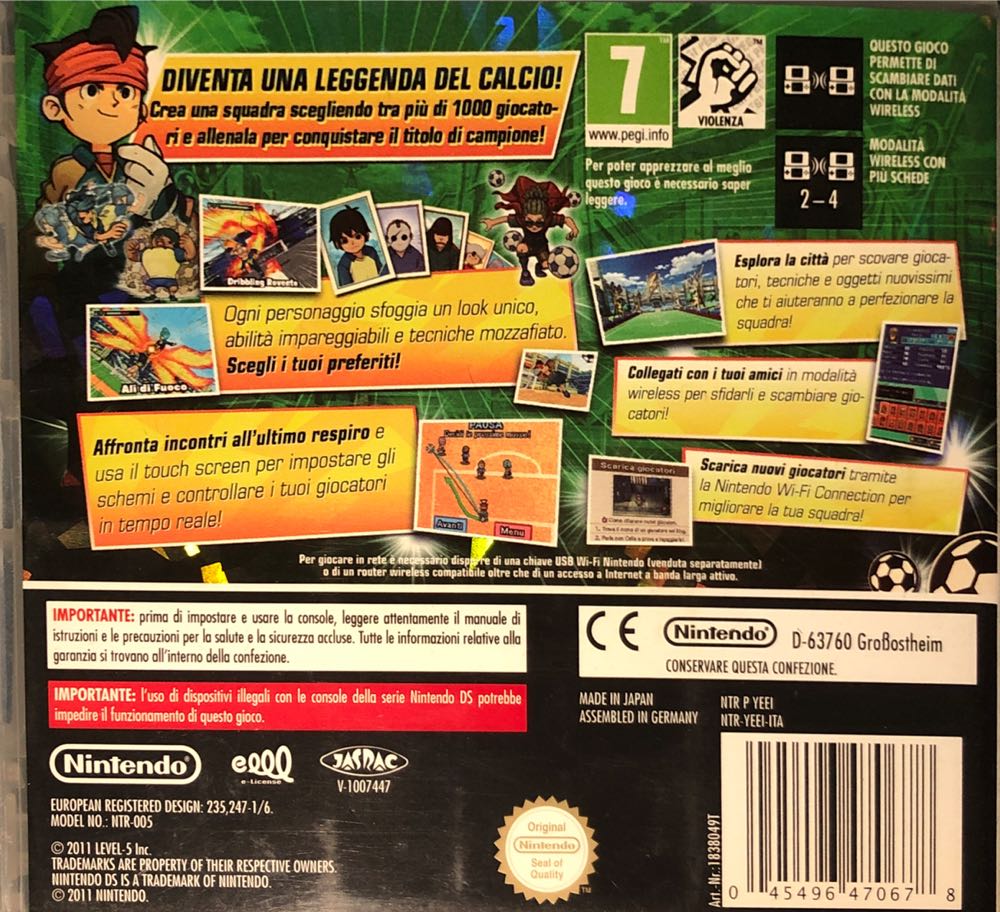 DIVENTA UNA LEGGENDA DEL CALCIO!
Crea una squadra scegliendo tra più di 1000 giocato-
ri e allenala per conquistare il titolo di campione!
7
www.pegi.info
VIOLENZA
Per poter apprezzare al meglio
questo gioco è necessario saper
leggere.
QUESTO GIOCO
PERMETTE DI
SCAMBIARE DATI
CON LA MODALITÀ
WIRELESS
2-4
MODALITÀ
WIRELESS CON
PIÙ SCHEDE
Dribbling Rovente
Ogni personaggio sfoggia un look unico,
abilità impareggiabili e tecniche mozzafiato.
Scegli i tuoi preferiti!
Ali di Fuoco
Esplora la città per scovare gioca-
tori, tecniche e oggetti nuovissimi
che ti aiuteranno a perfezionare la
squadra!
Collegati con i tuoi amici in modalità
wireless per sfidarli e scambiare gio-
catori!
Affronta incontri all'ultimo respiro e
usa il touch screen per impostare gli
schemi e controllare i tuoi giocatori
in tempo reale!
PAUSA
Avanti
Menu
Scarica giocatori
Scarica nuovi giocatori tramite
la Nintendo Wi-Fi Connection per
migliorare la tua squadra!
Per giocare in rete è necessario disporre di una chiave USB Wi-Fi Nintendo (venduta separatamente)
o di un router wireless compatibile oltre che di un accesso a Internet a banda larga attivo.
IMPORTANTE: prima di impostare e usare la console, leggere attentamente il manuale di
istruzioni e le precauzioni per la salute e la sicurezza accluse. Tutte le informazioni relative alla
garanzia si trovano all'interno della confezione.
IMPORTANTE: l'uso di dispositivi illegali con le console della serie Nintendo DS potrebbe
impedire il funzionamento di questo gioco.
CE
Nintendo®
D-63760 Großostheim
CONSERVARE QUESTA CONFEZIONE.
MADE IN JAPAN
ASSEMBLED IN GERMANY
NTR P YEEI
NTR-YEEI-ITA
Nintendo®
e-License
JASRAC
V-1007447
EUROPEAN REGISTERED DESIGN: 235,247-1/6.
MODEL NO.: NTR-005
© 2011 LEVEL-5 Inc.
TRADEMARKS ARE PROPERTY OF THEIR RESPECTIVE OWNERS.
NINTENDO DS IS A TRADEMARK OF NINTENDO.
© 2011 NINTENDO.
Original
Nintendo
Seal of
Quality
TM
Art.-Nr.: 1838049T
0 45496 47067 8